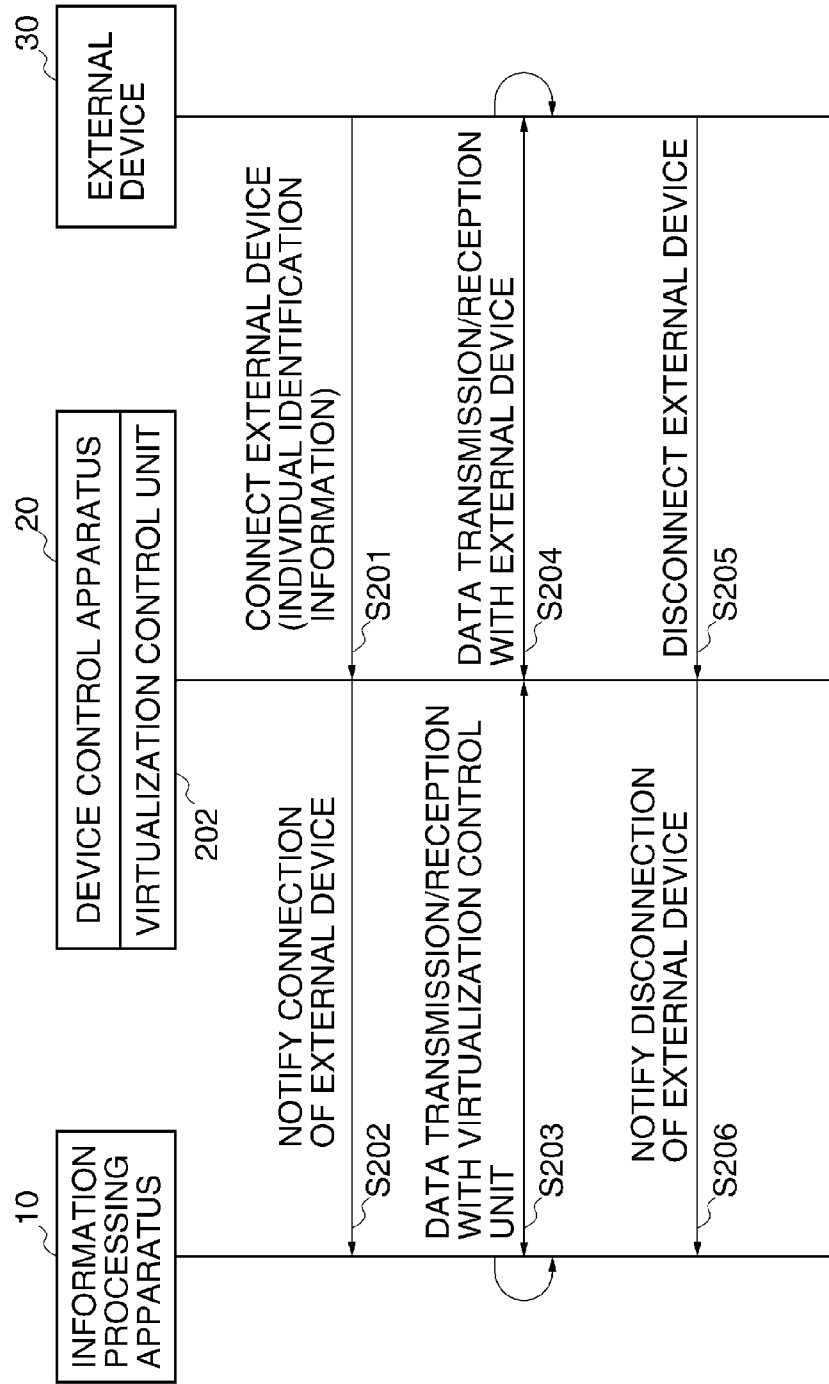 10
INFORMATION
PROCESSING
APPARATUS
20
DEVICE CONTROL APPARATUS
VIRTUALIZATION CONTROL UNIT
202
30
EXTERNAL
DEVICE
CONNECT EXTERNAL DEVICE
(INDIVIDUAL IDENTIFICATION
INFORMATION)
S201
NOTIFY CONNECTION
OF EXTERNAL DEVICE
S202
DATA TRANSMISSION/RECEPTION
WITH VIRTUALIZATION CONTROL
UNIT
S203
DATA TRANSMISSION/RECEPTION
WITH EXTERNAL DEVICE
S204
DISCONNECT EXTERNAL DEVICE
S205
NOTIFY DISCONNECTION
OF EXTERNAL DEVICE
S206